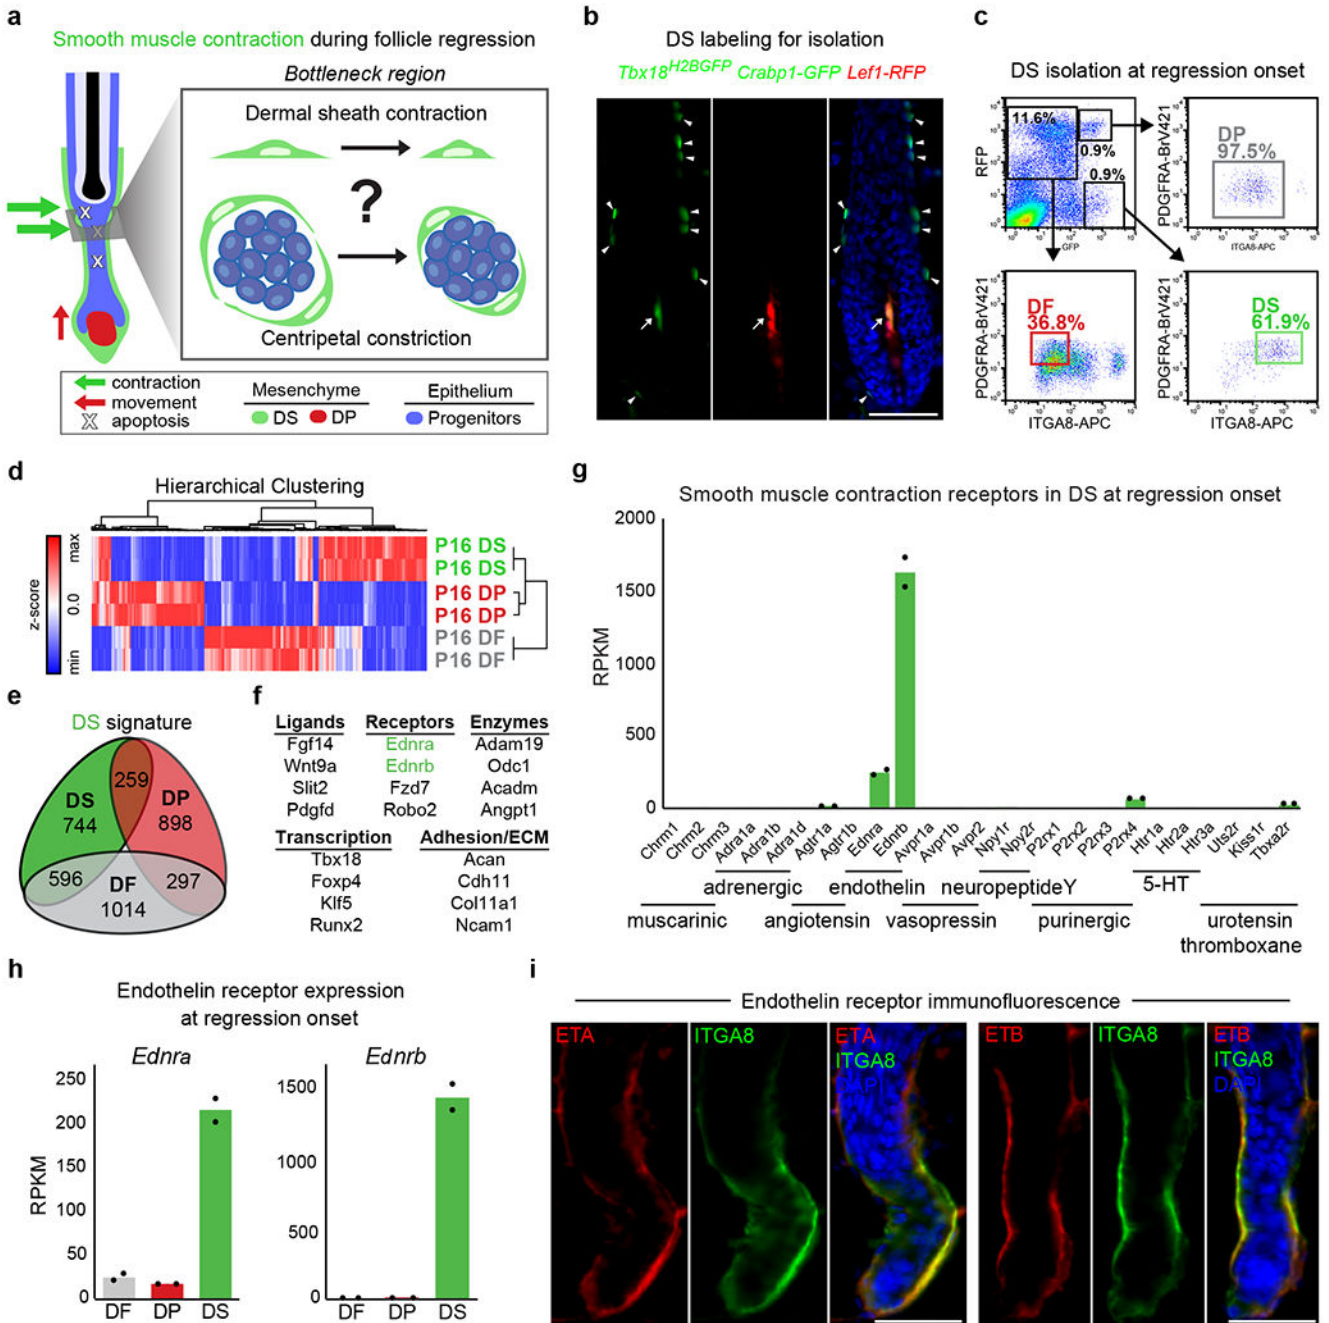 a
Smooth muscle contraction during follicle regression
Bottleneck region
Dermal sheath contraction
?
Centripetal constriction
X
X
X
contraction
movement
X apoptosis
Mesenchyme
DS DP
Epithelium
Progenitors
b
DS labeling for isolation
Tbx18H2BGFP Crabp1-GFP Lef1-RFP
c
DS isolation at regression onset
11.6%
0.9%
0.9%
RFP
GFP
DP
97.5%
PDGFRA-BrV421
ITGA8-APC
DF
36.8%
PDGFRA-BrV421
ITGA8-APC
DS
61.9%
PDGFRA-BrV421
ITGA8-APC
d
Hierarchical Clustering
max
0.0
min
z-score
P16 DS
P16 DS
P16 DP
P16 DP
P16 DF
P16 DF
e
DS signature
259
DS
744
DP
898
596
DF
1014
297
f
Ligands Receptors Enzymes
Fgf14 Ednra Adam19
Wnt9a Ednrb Odc1
Slit2 Fzd7 Acadm
Pdgfd Robo2 Angpt1
Transcription Adhesion/ECM
Tbx18 Acan
Foxp4 Cdh11
Klf5 Col11a1
Runx2 Ncam1
g
Smooth muscle contraction receptors in DS at regression onset
2000
1500
1000
500
0
RPKM
Chrm1 Chrm2 Chrm3 Adra1a Adra1b Adra1d Agtr1a Agtr1b Ednra Ednrb Avpr1a Avpr1b Avpr2 Npy1r Npy2r P2rx1 P2rx2 P2rx3 P2rx4 Htr1a Htr2a Htr3a Uts2r Kiss1r Tbxa2r
adrenergic endothelin neuropeptideY 5-HT
muscarinic angiotensin vasopressin purinergic urotensin
thromboxane
h
Endothelin receptor expression
at regression onset
Ednra
250
200
150
100
50
0
RPKM
DF DP DS
Ednrb
1500
1000
500
0
DF DP DS
i
Endothelin receptor immunofluorescence
ETA
ITGA8
ETA
ITGA8
DAPI
ETB
ITGA8
ETB
ITGA8
DAPI